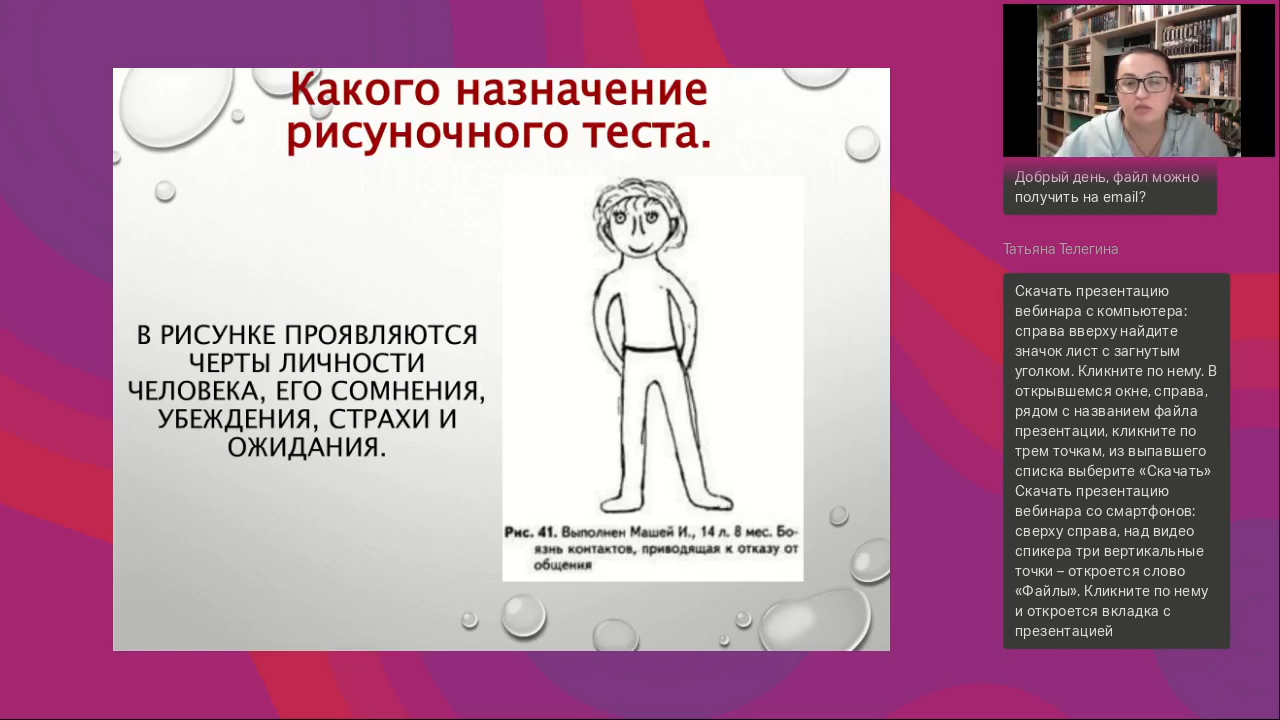 Какого назначение
рисуночного теста.
В РИСУНКЕ ПРОЯВЛЯЮТСЯ
ЧЕРТЫ ЛИЧНОСТИ
ЧЕЛОВЕКА, ЕГО СОМНЕНИЯ,
УБЕЖДЕНИЯ, СТРАХИ И
ОЖИДАНИЯ.
Рис. 41. Выполнен Машей И., 14 л. 8 мес. Бо-
язнь контактов, приводящая к отказу от
общения
Добрый день, файл можно
получить на email?
Татьяна Телегина
Скачать презентацию
вебинара с компьютера:
справа вверху найдите
значок лист с загнутым
уголком. Кликните по нему. В
открывшемся окне, справа,
рядом с названием файла
презентации, кликните по
трем точкам, из выпавшего
списка выберите «Скачать»
Скачать презентацию
вебинара со смартфонов:
сверху справа, над видео
спикера три вертикальные
точки – откроется слово
«Файлы». Кликните по нему
и откроется вкладка с
презентацией